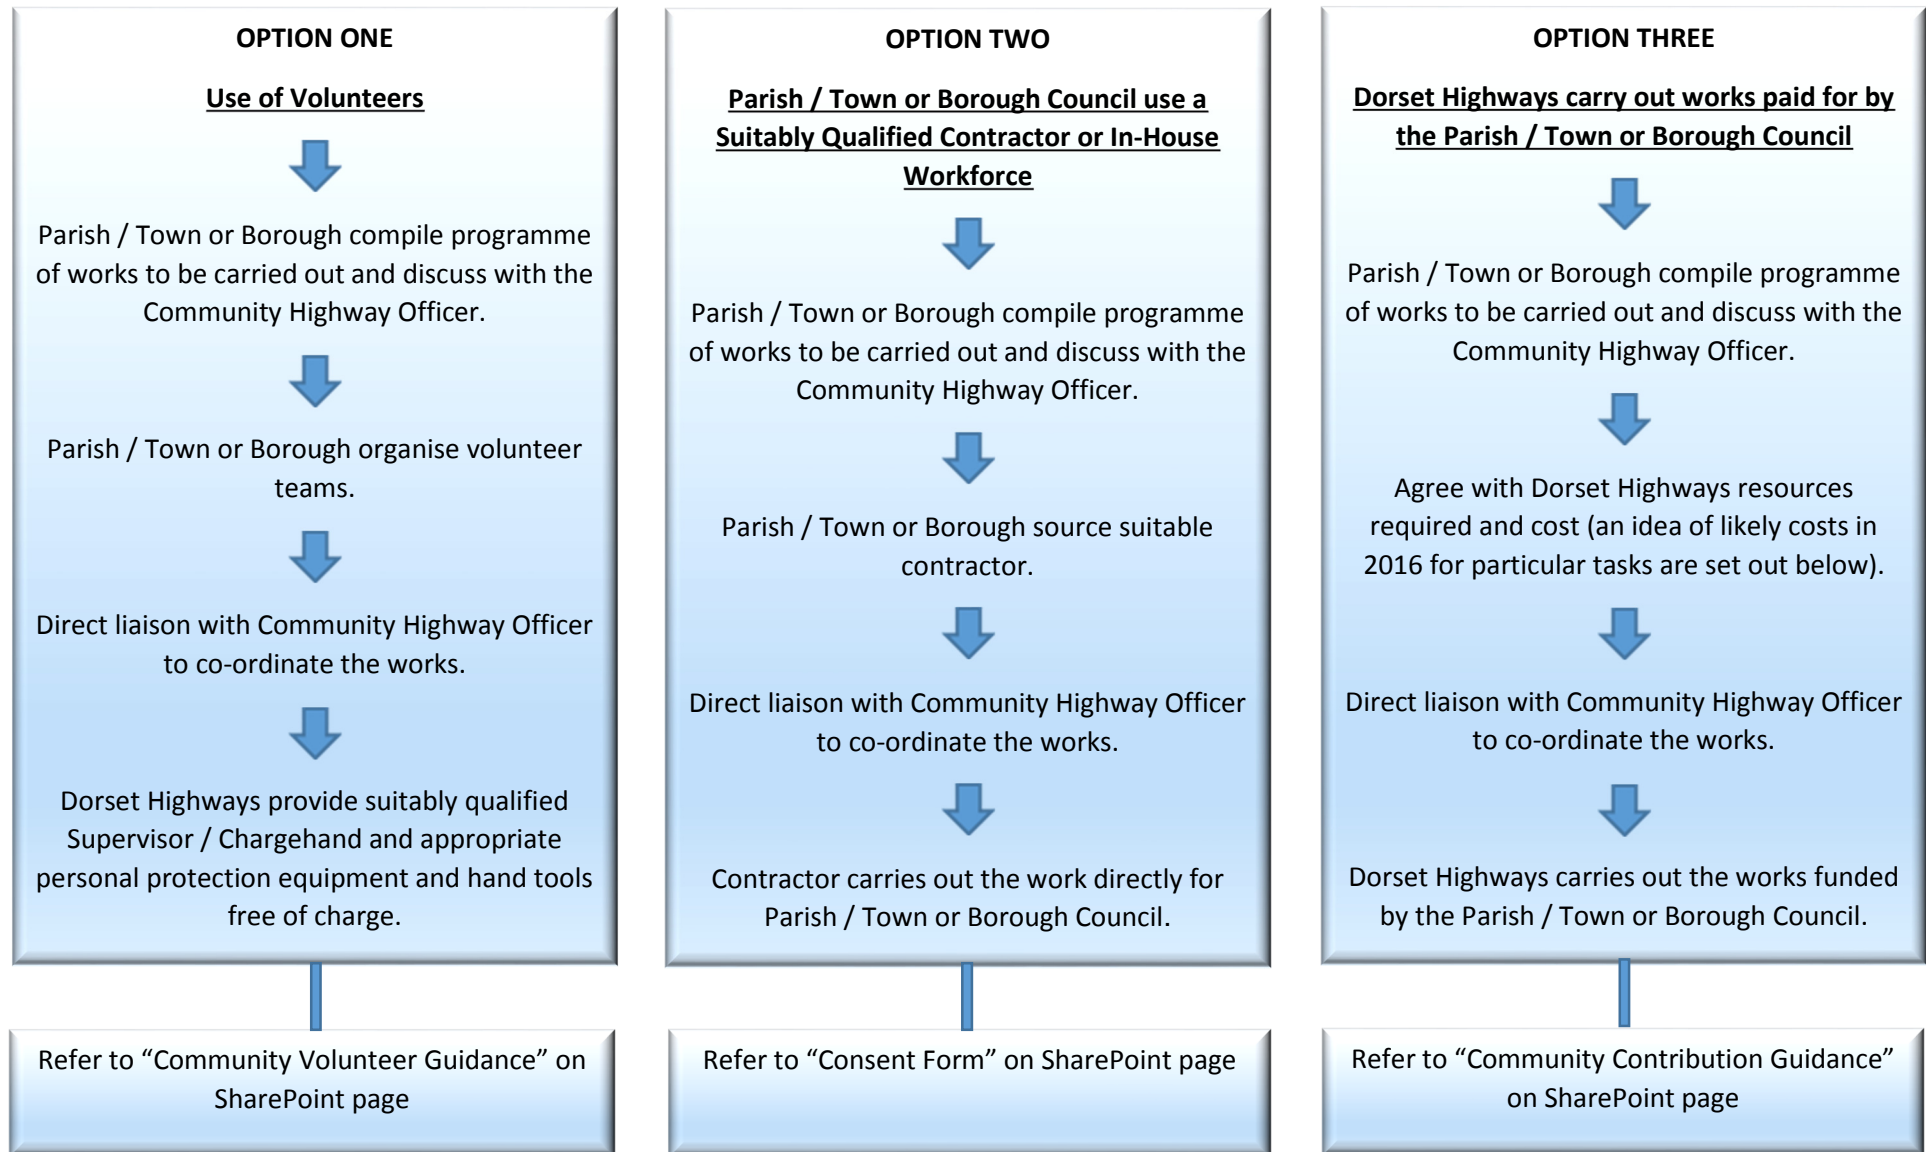 OPTION ONE
Use of Volunteers
Parish / Town or Borough compile programme
of works to be carried out and discuss with the
Community Highway Officer.
Parish / Town or Borough organise volunteer
teams.
Direct liaison with Community Highway Officer
to co-ordinate the works.
Dorset Highways provide suitably qualified
Supervisor / Chargehand and appropriate
personal protection equipment and hand tools
free of charge.
Refer to “Community Volunteer Guidance” on
SharePoint page
OPTION TWO
Parish / Town or Borough Council use a
Suitably Qualified Contractor or In-House
Workforce
Parish / Town or Borough compile programme
of works to be carried out and discuss with the
Community Highway Officer.
Parish / Town or Borough source suitable
contractor.
Direct liaison with Community Highway Officer
to co-ordinate the works.
Contractor carries out the work directly for
Parish / Town or Borough Council.
Refer to “Consent Form” on SharePoint page
OPTION THREE
Dorset Highways carry out works paid for by
the Parish / Town or Borough Council
Parish / Town or Borough compile programme
of works to be carried out and discuss with the
Community Highway Officer.
Agree with Dorset Highways resources
required and cost (an idea of likely costs in
2016 for particular tasks are set out below).
Direct liaison with Community Highway Officer
to co-ordinate the works.
Dorset Highways carries out the works funded
by the Parish / Town or Borough Council.
Refer to “Community Contribution Guidance”
on SharePoint page